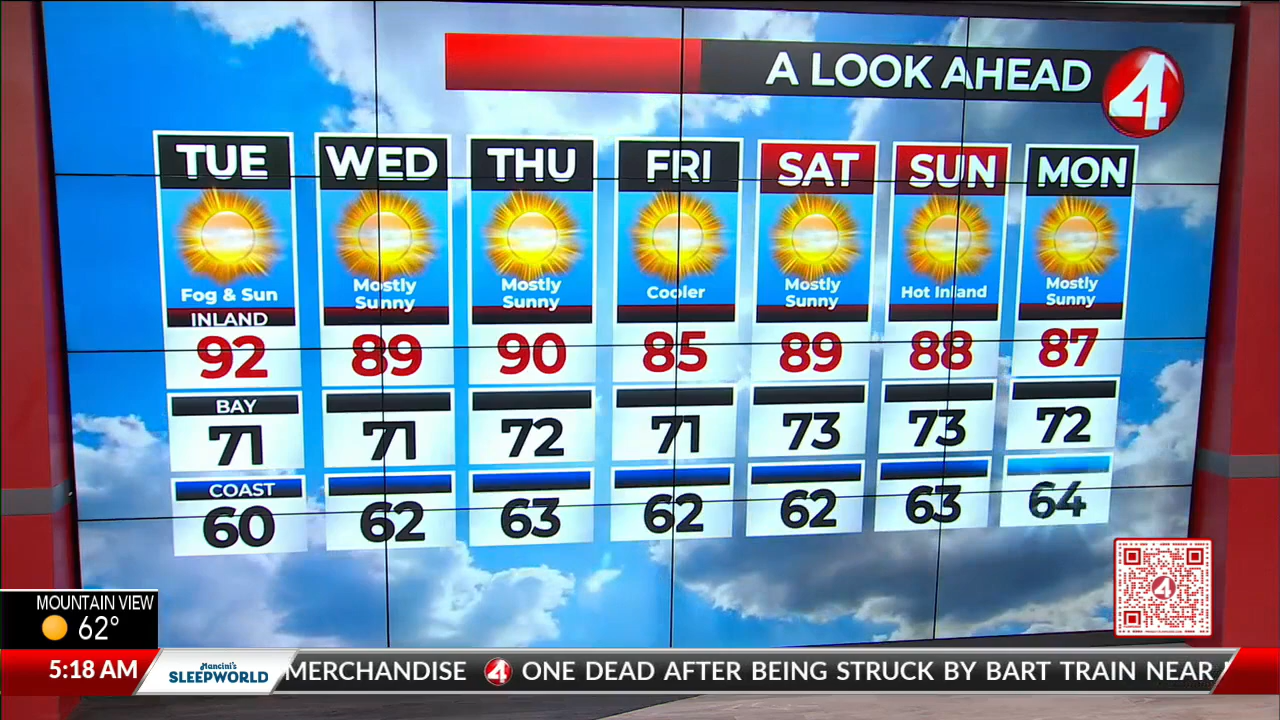 A LOOK AHEAD
4
TUE WED THU FRI SAT SUN MON
Fog & Sun
Mostly Sunny
Mostly Sunny
Cooler
Mostly Sunny
Hot Inland
Mostly Sunny
INLAND
92 89 90 85 89 88 87
BAY
71 71 72 71 73 73 72
COAST
60 62 63 62 62 63 64
4
MOUNTAIN VIEW
62°
5:18 AM
Mancini's
SLEEPWORLD
MERCHANDISE 4 ONE DEAD AFTER BEING STRUCK BY BART TRAIN NEAR